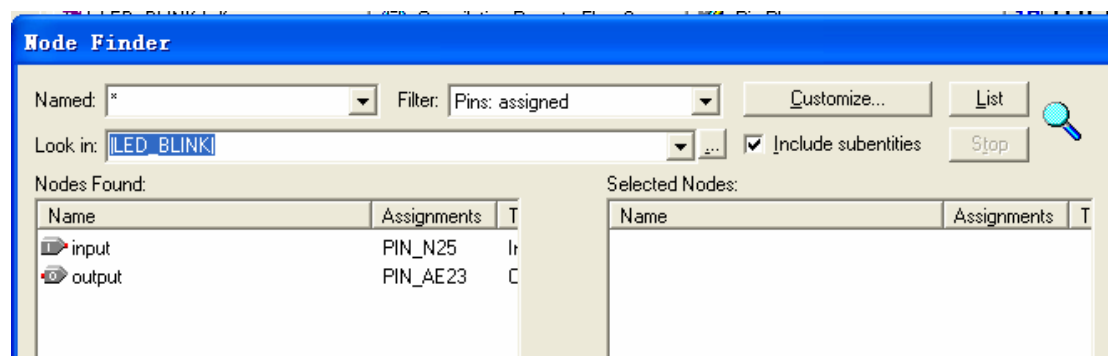 Node Finder
Named: * Filter: Pins: assigned Customize... List
Look in: |LED_BLINK| ... Include subentities Stop
Nodes Found: Selected Nodes:
Name Assignments T Name Assignments T
input PIN_N25 Ir
output PIN_AE23 C